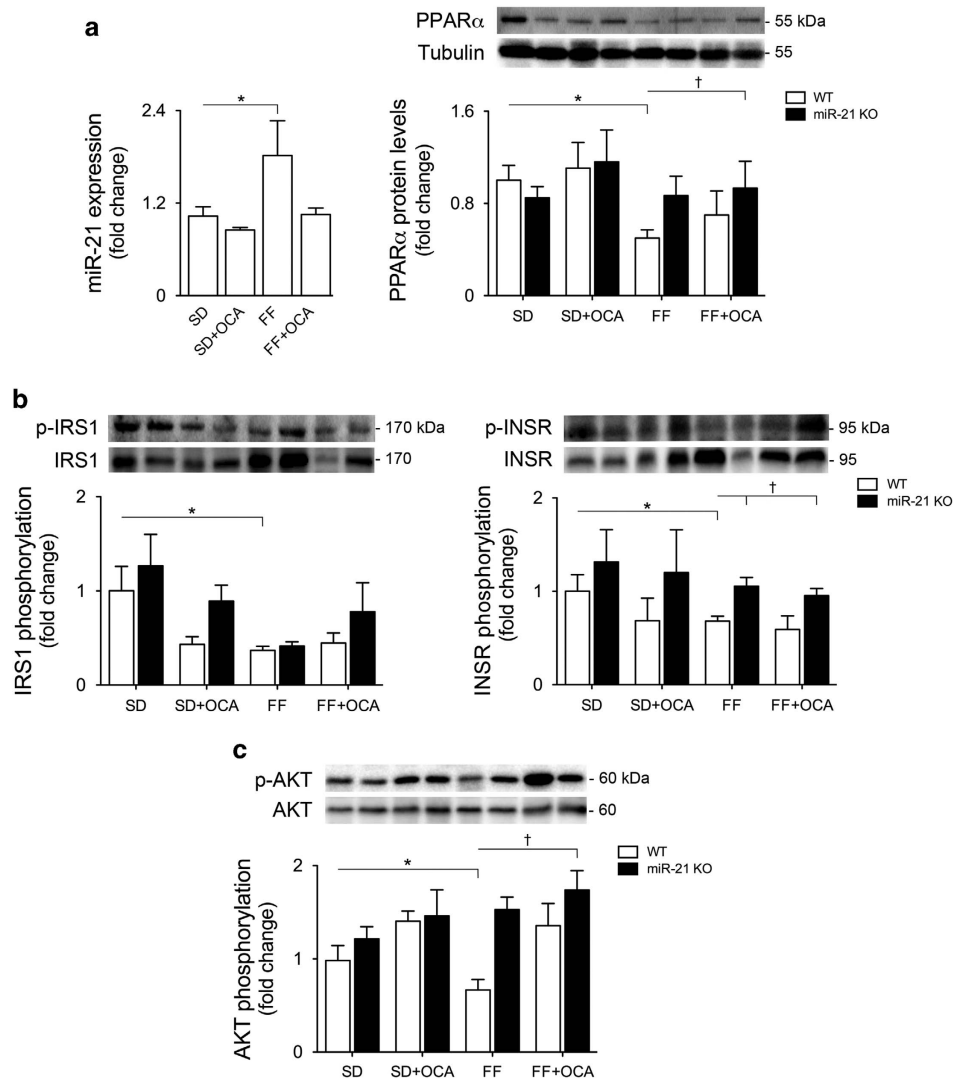 a
PPARα
- 55 kDa
Tubulin
- 55
miR-21 expression
(fold change)
2.4
1.2
0
*
SD
SD+OCA
FF
FF+OCA
PPARα protein levels
(fold change)
1.6
0.8
0
*
†
WT
miR-21 KO
SD
SD+OCA
FF
FF+OCA
b
p-IRS1
- 170 kDa
IRS1
- 170
IRS1 phosphorylation
(fold change)
2
1
0
*
SD
SD+OCA
FF
FF+OCA
p-INSR
- 95 kDa
INSR
- 95
INSR phosphorylation
(fold change)
2
1
0
*
†
WT
miR-21 KO
SD
SD+OCA
FF
FF+OCA
c
p-AKT
- 60 kDa
AKT
- 60
AKT phosphorylation
(fold change)
2
1
0
*
†
WT
miR-21 KO
SD
SD+OCA
FF
FF+OCA